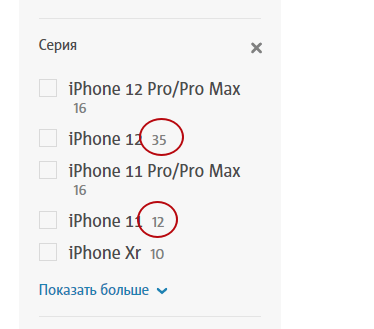 Серия
iPhone 12 Pro/Pro Max
16
iPhone 12 35
iPhone 11 Pro/Pro Max
16
iPhone 11 12
iPhone Xr 10
Показать больше